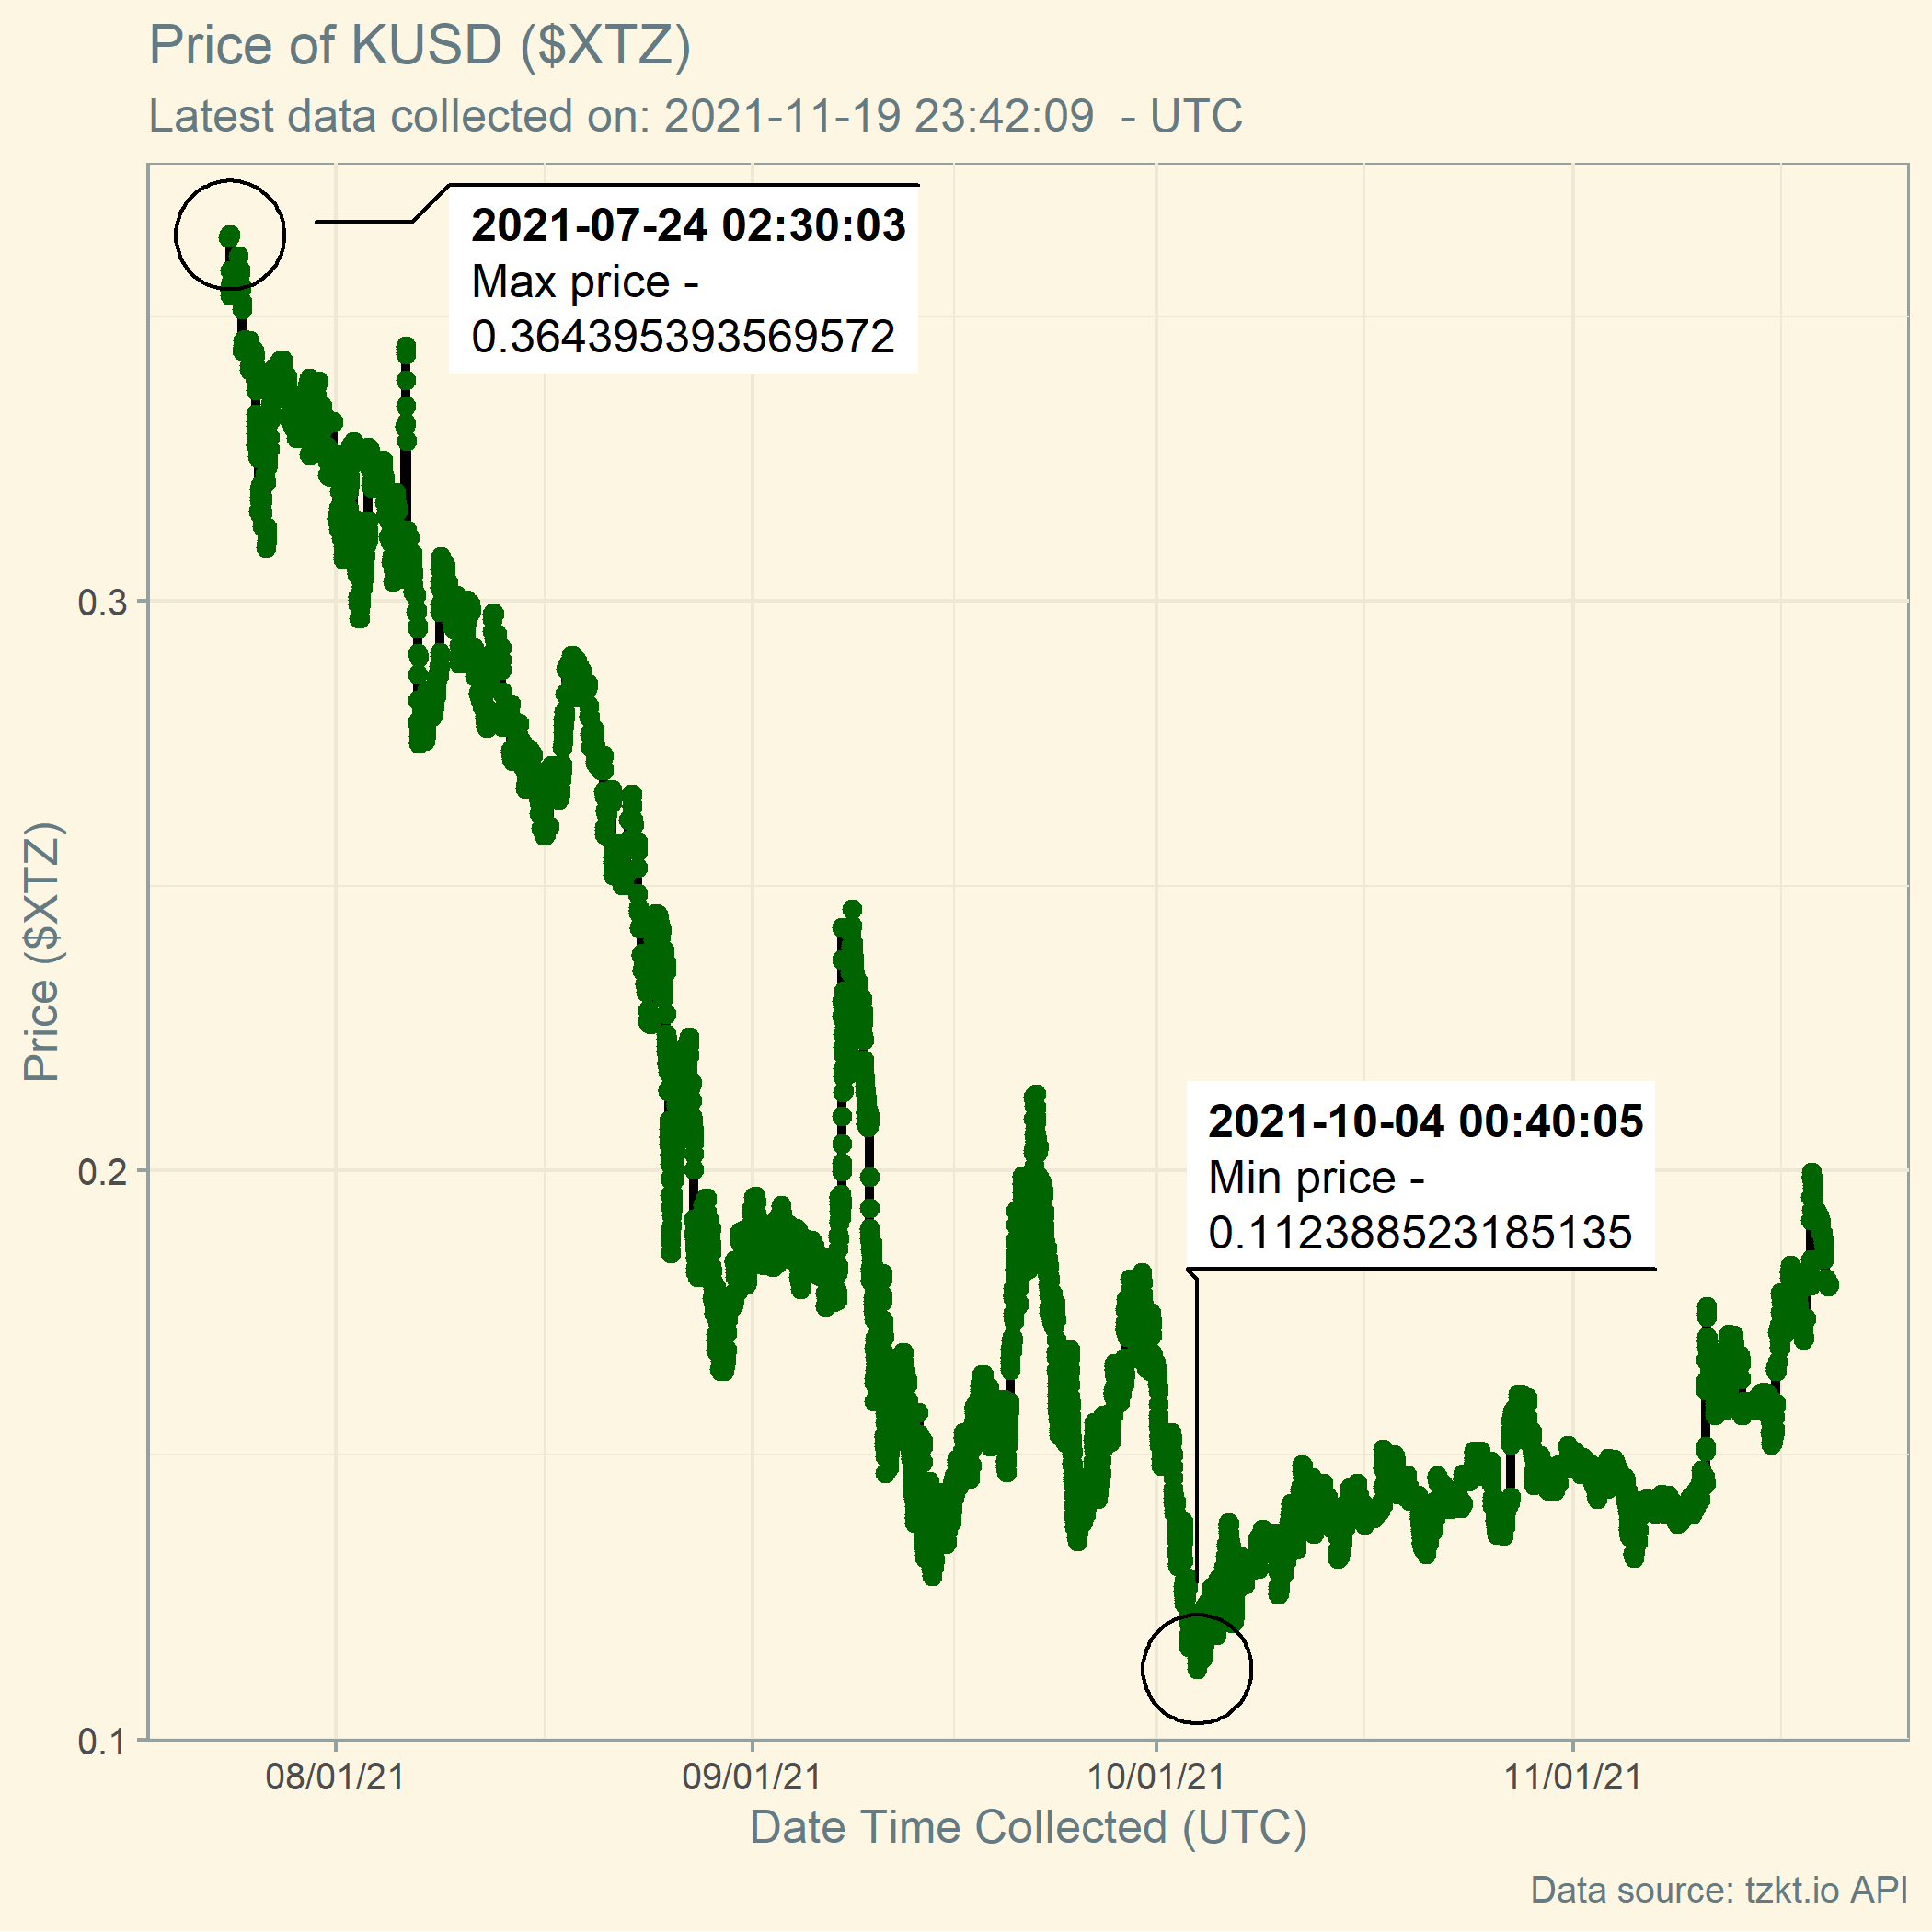 Price of KUSD ($XTZ)
Latest data collected on: 2021-11-19 23:42:09  - UTC
2021-07-24 02:30:03
Max price -
0.364395393569572
0.3
Price ($XTZ)
2021-10-04 00:40:05
Min price -
0.112388523185135
0.2
0.1
08/01/21
09/01/21
10/01/21
11/01/21
Date Time Collected (UTC)
Data source: tzkt.io API